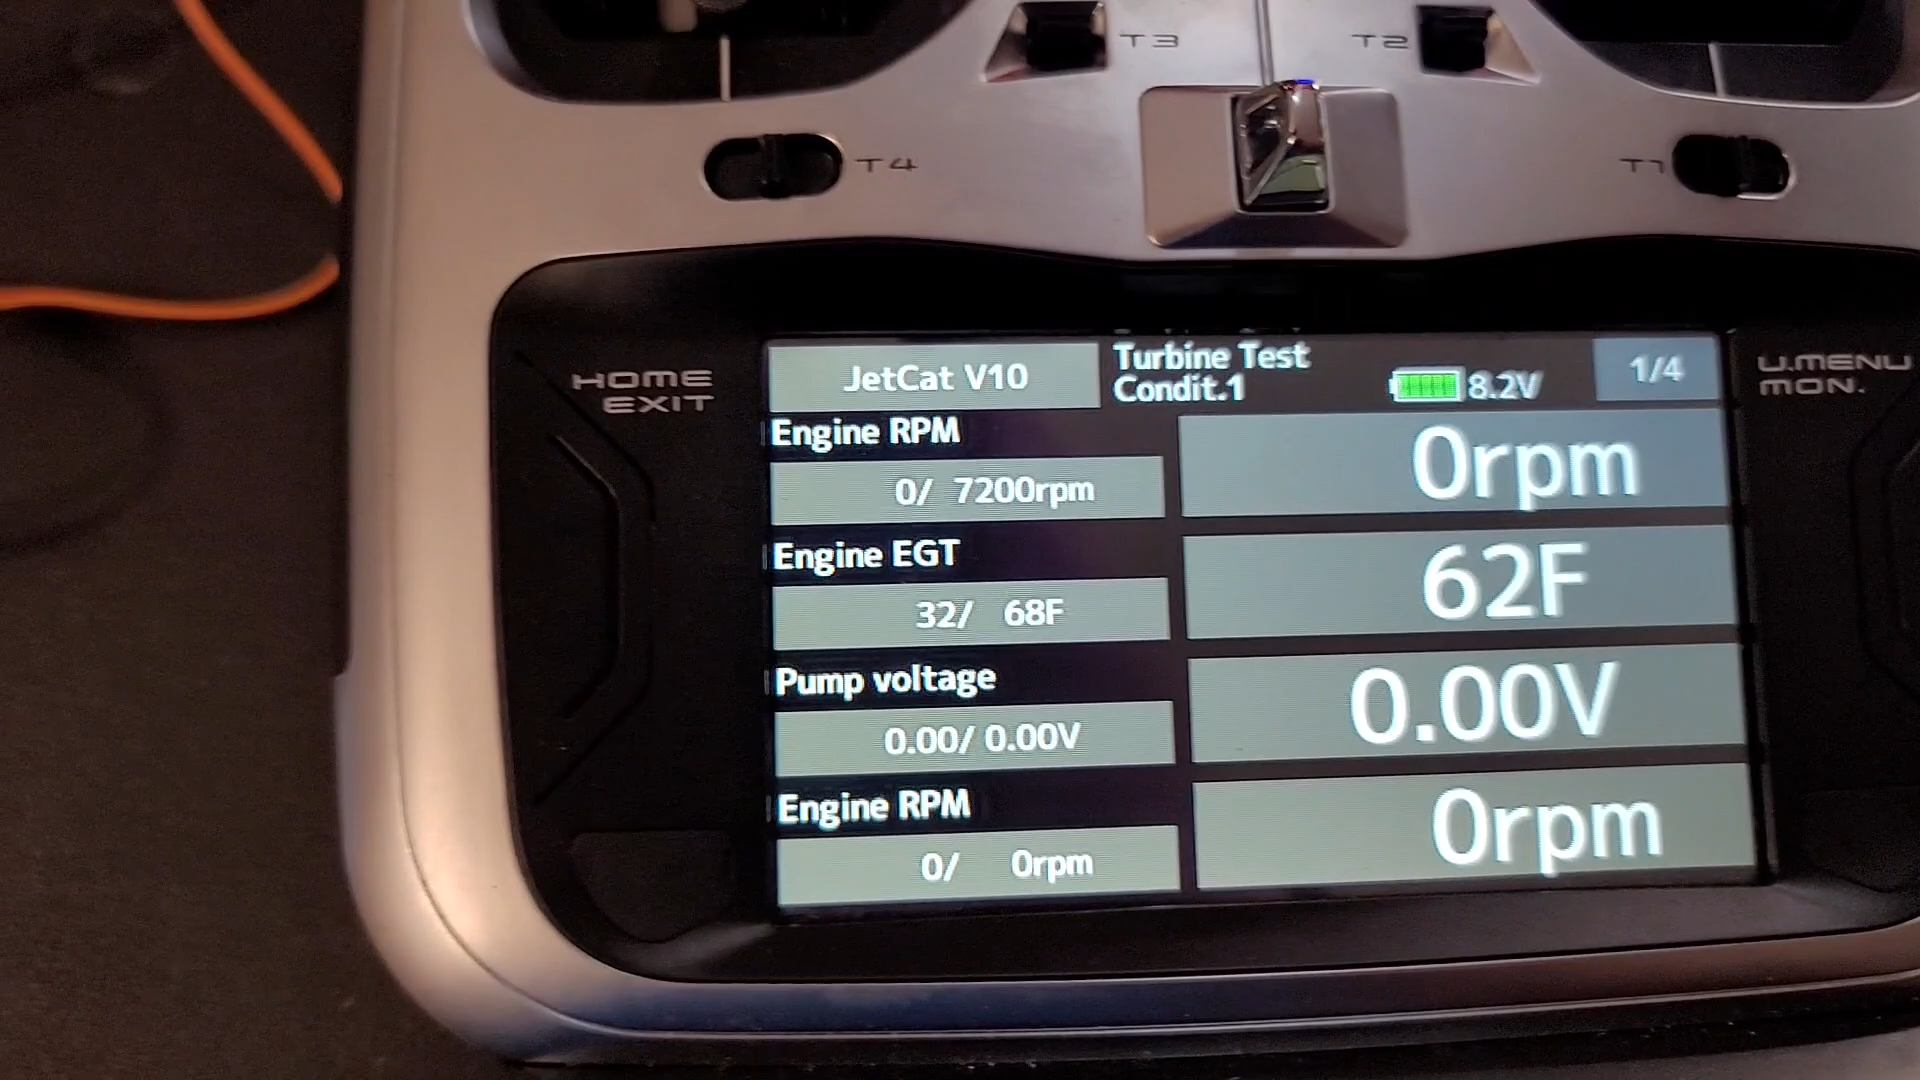 T3
T2
T4
T1
HOME
EXIT
U.MENU
MON.
JetCat V10
Turbine Test
Condit.1
8.2V
1/4
Engine RPM
0/ 7200rpm
0rpm
Engine EGT
32/ 68F
62F
Pump voltage
0.00/ 0.00V
0.00V
Engine RPM
0/ 0rpm
0rpm